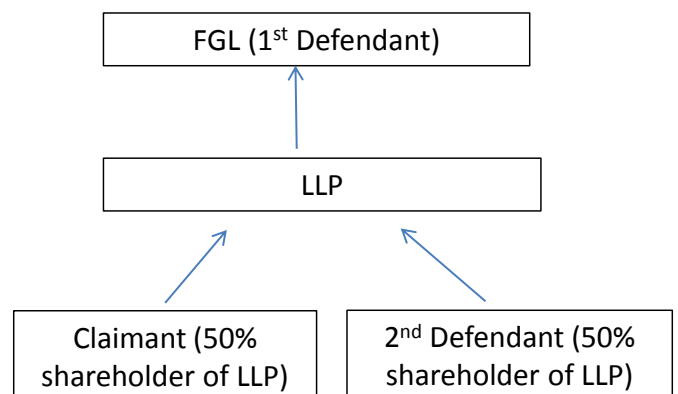 FGL (1st Defendant)
LLP
Claimant (50%
shareholder of LLP)
2nd Defendant (50%
shareholder of LLP)